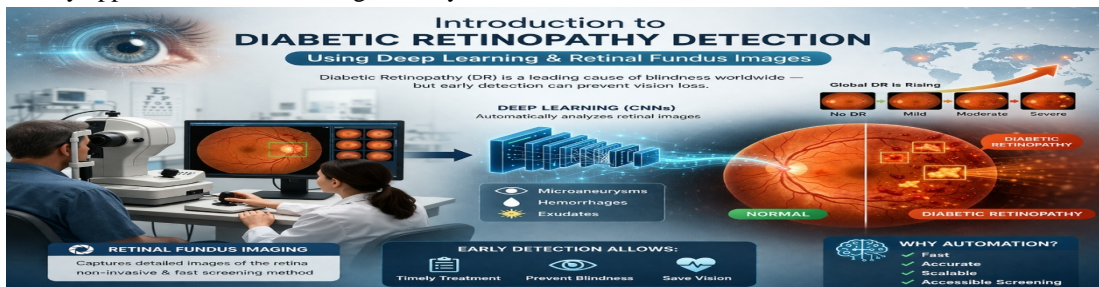 Introduction to
DIABETIC RETINOPATHY DETECTION
Using Deep Learning & Retinal Fundus Images
Diabetic Retinopathy (DR) is a leading cause of blindness worldwide —
but early detection can prevent vision loss.
Global DR Is Rising
No DR
Mild
Moderate
Severe
DEEP LEARNING (CNNs)
Automatically analyzes retinal images
Microaneurysms
Hemorrhages
Exudates
DIABETIC
RETINOPATHY
NORMAL
DIABETIC RETINOPATHY
RETINAL FUNDUS IMAGING
Captures detailed images of the retina
non-invasive & fast screening method
EARLY DETECTION ALLOWS:
Timely Treatment
Prevent Blindness
Save Vision
WHY AUTOMATION?
Fast
Accurate
Scalable
Accessible Screening